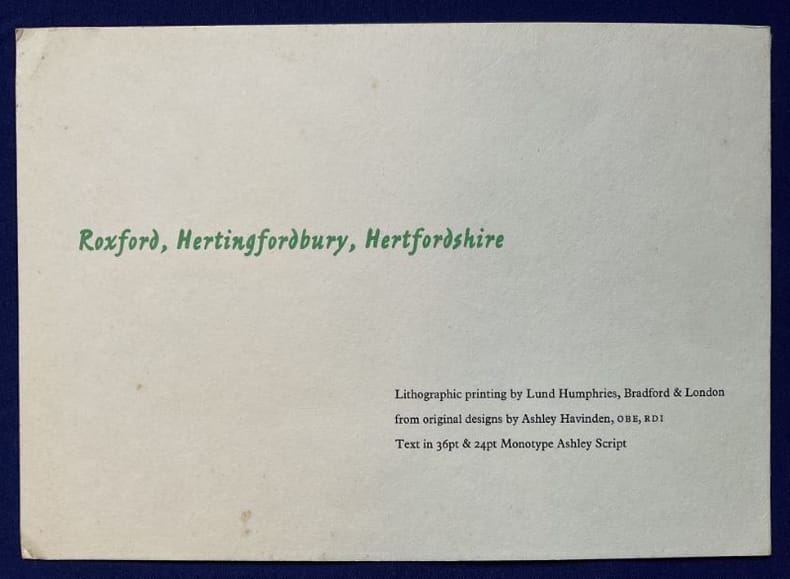 Roxford, Hertingfordbury, Hertfordshire
Lithographic printing by Lund Humphries, Bradford & London
from original designs by Ashley Havinden, OBE, RDI
Text in 36pt & 24pt Monotype Ashley Script